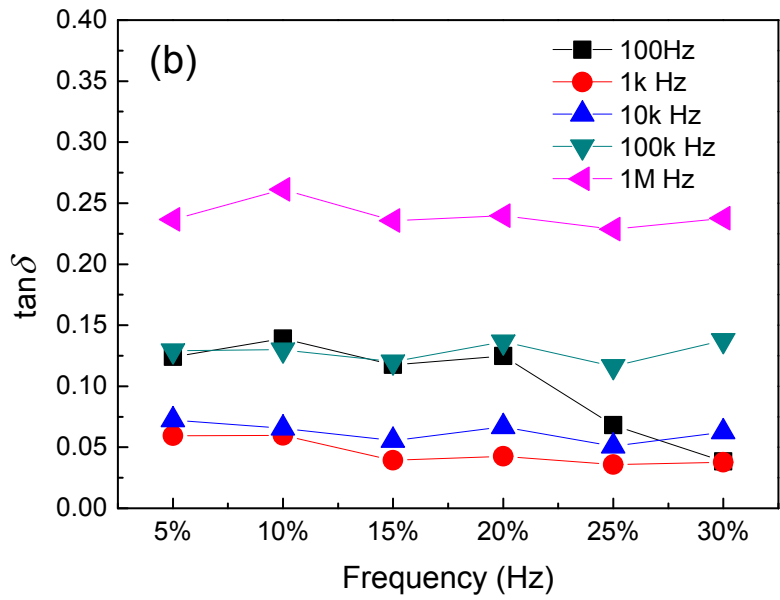 (b)
100Hz
1k Hz
10k Hz
100k Hz
1M Hz
0.40
0.35
0.30
0.25
0.20
0.15
0.10
0.05
0.00
tanδ
5% 10% 15% 20% 25% 30%
Frequency (Hz)